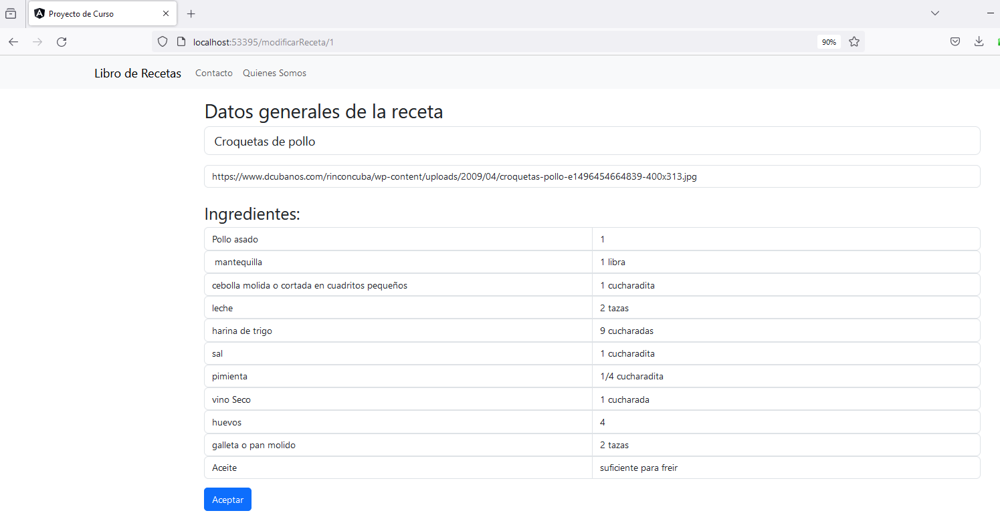 Proyecto de Curso
localhost:53395/modificarReceta/1
90%
Libro de Recetas Contacto Quienes Somos
Datos generales de la receta
Croquetas de pollo
https://www.dcubanos.com/rinconcuba/wp-content/uploads/2009/04/croquetas-pollo-e1496454664839-400x313.jpg
Ingredientes:
Pollo asado 1
mantequilla 1 libra
cebolla molida o cortada en cuadritos pequeños 1 cucharadita
leche 2 tazas
harina de trigo 9 cucharadas
sal 1 cucharadita
pimienta 1/4 cucharadita
vino Seco 1 cucharada
huevos 4
galleta o pan molido 2 tazas
Aceite suficiente para freir
Aceptar